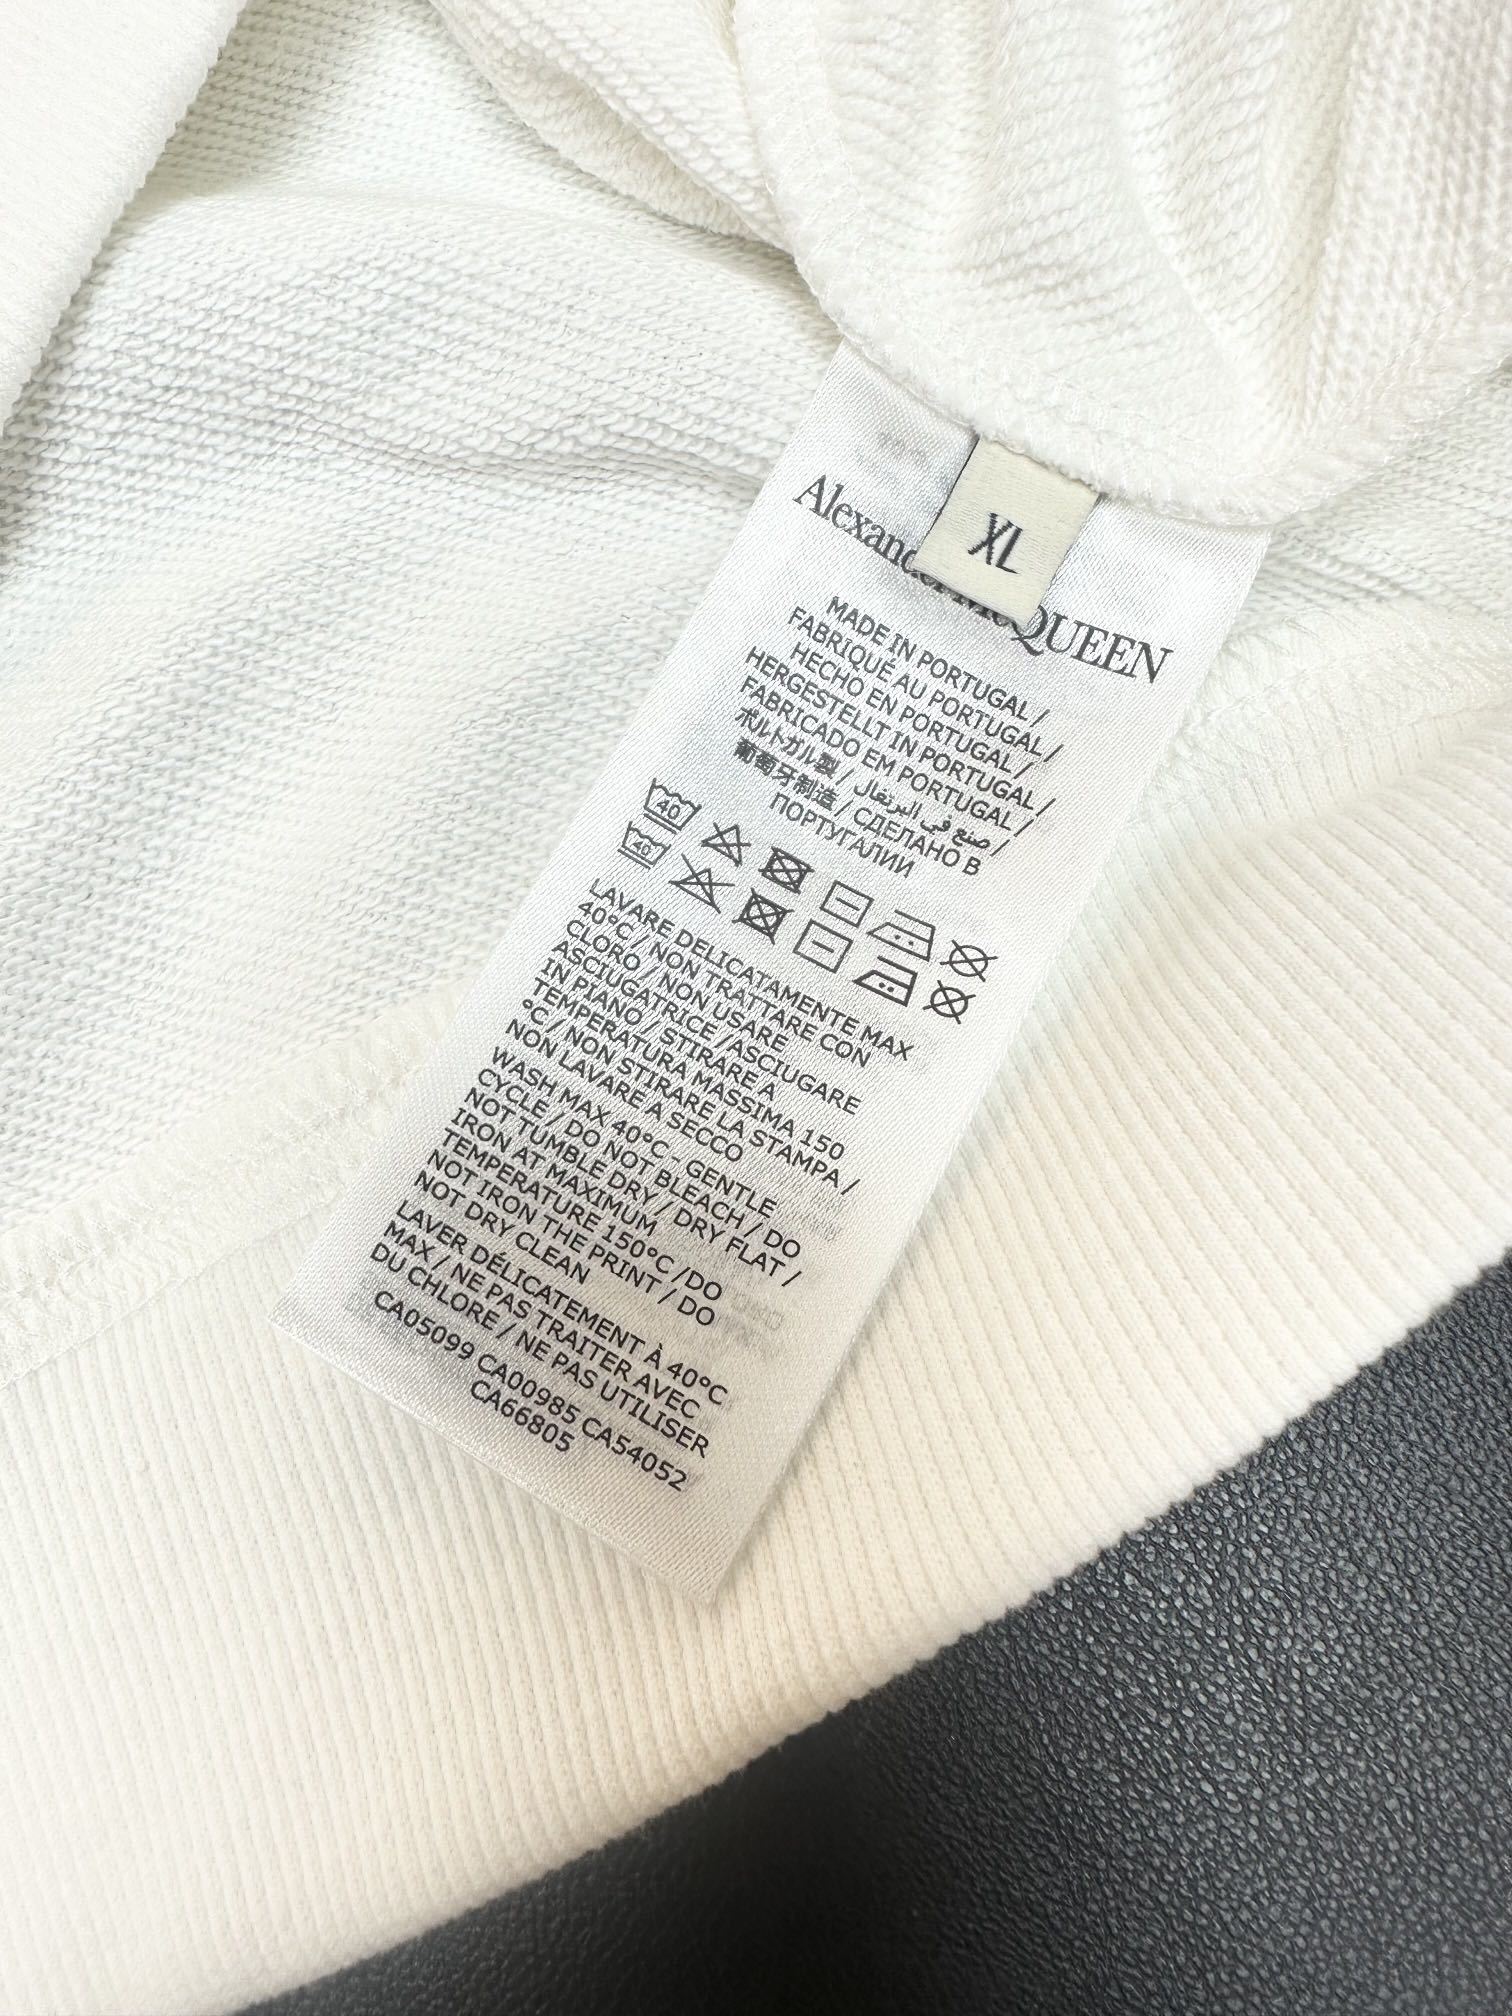 XL
Alexander McQUEEN
MADE IN PORTUGAL /
FABRIQUÉ AU PORTUGAL /
HECHO EN PORTUGAL /
HERGESTELLT IN PORTUGAL /
FABRICADO EM PORTUGAL /
ポルトガル製 / صنع في البرتغال /
葡萄牙制造 / СДЕЛАНО В
ПОРТУГАЛИИ
40
40
LAVARE DELICATAMENTE MAX
40°C / NON TRATTARE CON
CLORO / NON USARE
ASCIUGATRICE /ASCIUGARE
IN PIANO / STIRARE A
TEMPERATURA MASSIMA 150
°C / NON STIRARE LA STAMPA /
NON LAVARE A SECCO
WASH MAX 40°C - GENTLE
CYCLE / DO NOT BLEACH / DO
NOT TUMBLE DRY / DRY FLAT /
IRON AT MAXIMUM
TEMPERATURE 150°C /DO
NOT IRON THE PRINT / DO
NOT DRY CLEAN
LAVER DÉLICATEMENT À 40°C
MAX / NE PAS TRAITER AVEC
DU CHLORE / NE PAS UTILISER
CA05099 CA00985 CA54052
CA66805